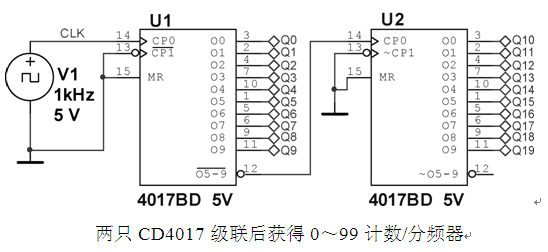 U1
U2
CLK
14 CP0 O0 3 Q0
13 CP1 O1 2 Q1
O2 4 Q2
15 MR O3 7 Q3
O4 10 Q4
O5 1 Q5
O6 5 Q6
O7 6 Q7
O8 9 Q8
O9 11 Q9
O5-9 12
4017BD 5V
V1
1kHz
5 V
14 CP0 O0 3 Q10
13 ~CP1 O1 2 Q11
O2 4 Q12
15 MR O3 7 Q13
O4 10 Q14
O5 1 Q15
O6 5 Q16
O7 6 Q17
O8 9 Q18
O9 11 Q19
~O5-9 12
4017BD 5V
两只 CD4017 级联后获得 0～99 计数/分频器